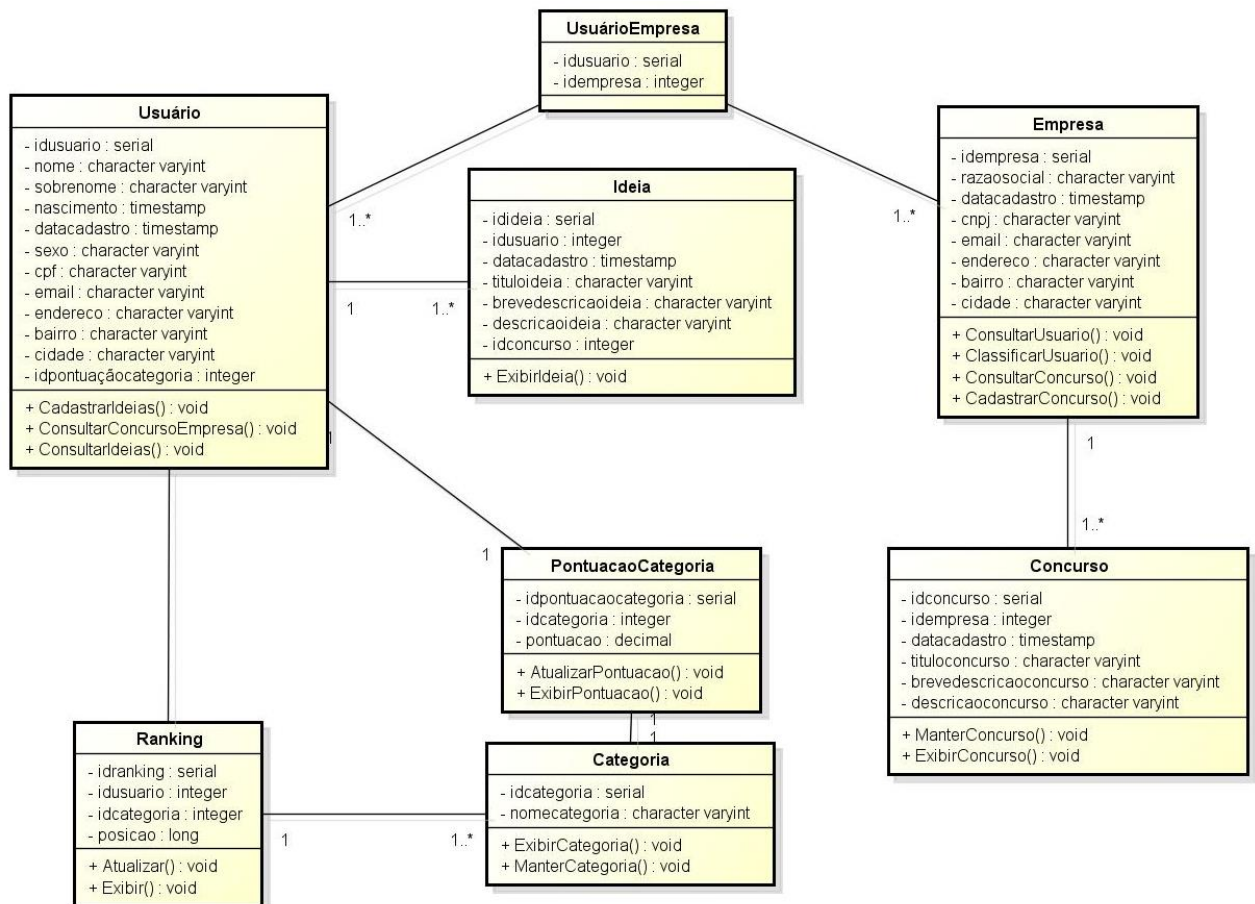 UsuárioEmpresa
- idusuario : serial
- idempresa : integer
Usuário
- idusuario : serial
- nome : character varyint
- sobrenome : character varyint
- nascimento : timestamp
- datacadastro : timestamp
- sexo : character varyint
- cpf : character varyint
- email : character varyint
- endereco : character varyint
- bairro : character varyint
- cidade : character varyint
- idpontuaçãocategoria : integer
+ CadastrarIdeias() : void
+ ConsultarConcursoEmpresa() : void
+ ConsultarIdeias() : void
1..*
1
1..*
1
Ideia
- idideia : serial
- idusuario : integer
- datacadastro : timestamp
- tituloideia : character varyint
- brevedescricaoideia : character varyint
- descricaoideia : character varyint
- idconcurso : integer
+ ExibirIdeia() : void
1..*
Empresa
- idempresa : serial
- razaosocial : character varyint
- datacadastro : timestamp
- cnpj : character varyint
- email : character varyint
- endereco : character varyint
- bairro : character varyint
- cidade : character varyint
+ ConsultarUsuario() : void
+ ClassificarUsuario() : void
+ ConsultarConcurso() : void
+ CadastrarConcurso() : void
1
1..*
1
PontuacaoCategoria
- idpontuacaocategoria : serial
- idcategoria : integer
- pontuacao : decimal
+ AtualizarPontuacao() : void
+ ExibirPontuacao() : void
1
1
Concurso
- idconcurso : serial
- idempresa : integer
- datacadastro : timestamp
- tituloconcurso : character varyint
- brevedescricaoconcurso : character varyint
- descricaoconcurso : character varyint
+ ManterConcurso() : void
+ ExibirConcurso() : void
Ranking
- idranking : serial
- idusuario : integer
- idcategoria : integer
- posicao : long
+ Atualizar() : void
+ Exibir() : void
1
1..*
Categoria
- idcategoria : serial
- nomecategoria : character varyint
+ ExibirCategoria() : void
+ ManterCategoria() : void